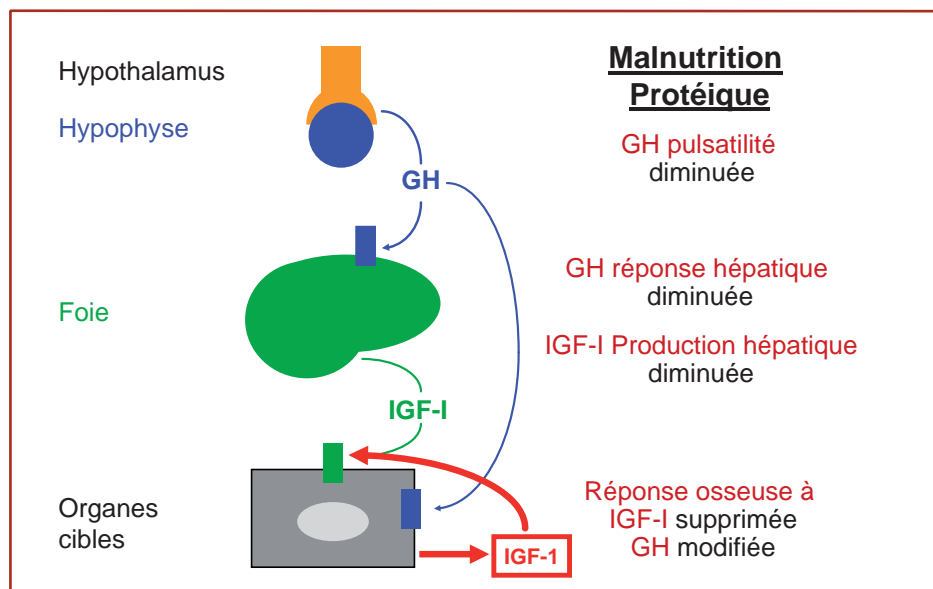 Hypothalamus
Hypophyse
GH
Foie
IGF-I
Organes
cibles
IGF-1
Malnutrition
Protéique
GH pulsatilité
diminuée
GH réponse hépatique
diminuée
IGF-I Production hépatique
diminuée
Réponse osseuse à
IGF-I supprimée
GH modifiée